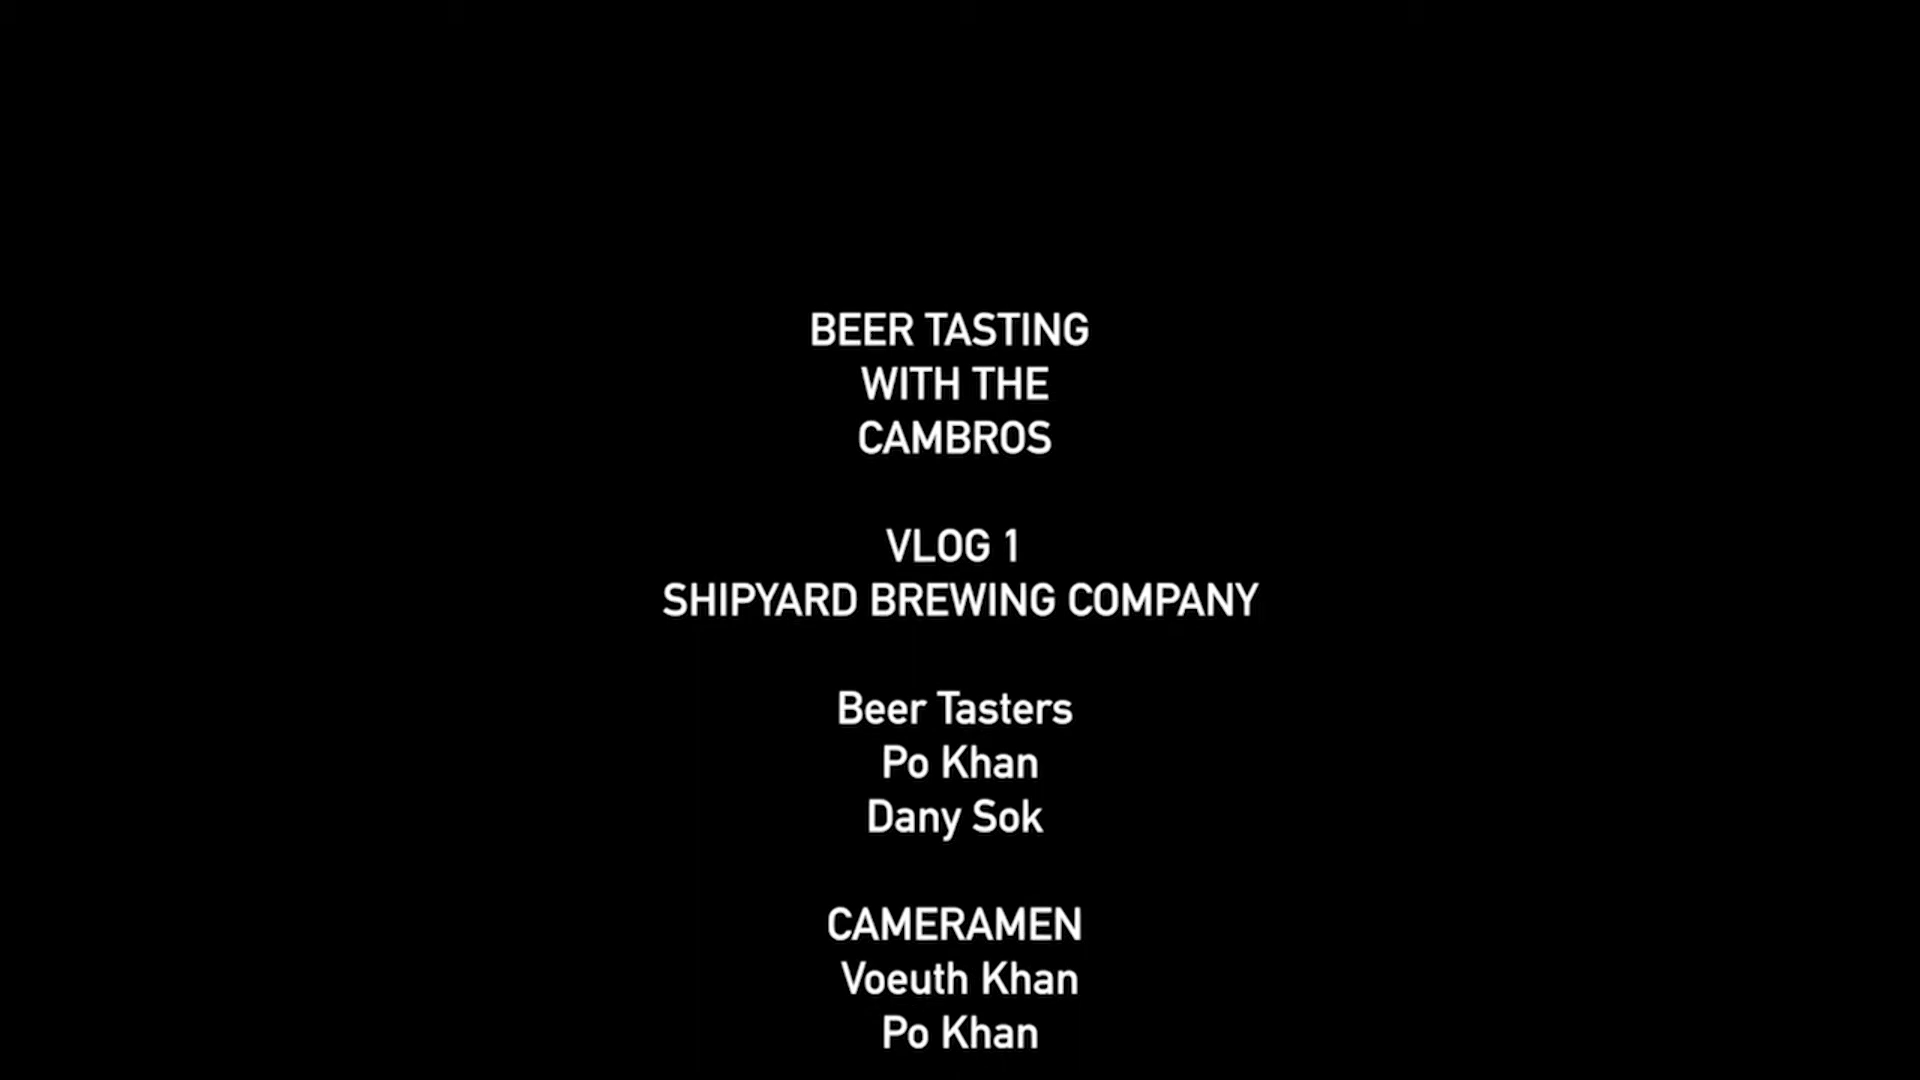 BEER TASTING
WITH THE
CAMBROS
VLOG 1
SHIPYARD BREWING COMPANY
Beer Tasters
Po Khan
Dany Sok
CAMERAMEN
Voeuth Khan
Po Khan